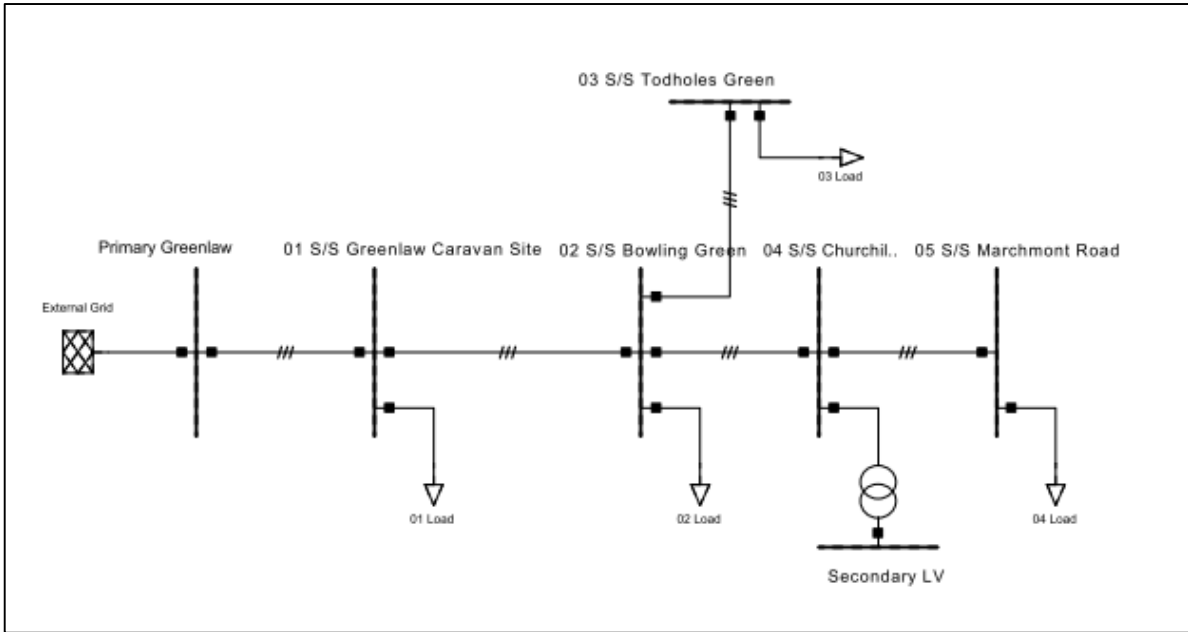 03 S/S Todholes Green
03 Load
Primary Greenlaw
01 S/S Greenlaw Caravan Site
02 S/S Bowling Green
04 S/S Churchil..
05 S/S Marchmont Road
External Grid
01 Load
02 Load
04 Load
Secondary LV